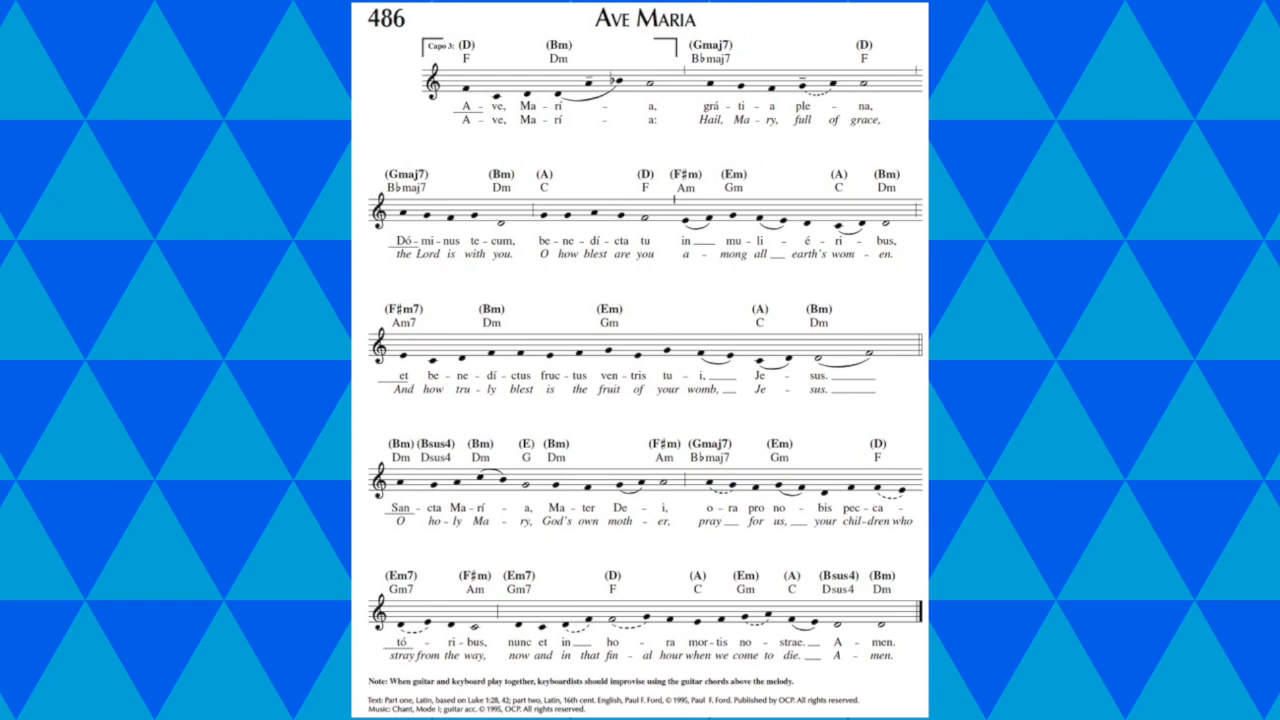 486 AVE MARIA
Capo 3: (D) (Bm) (Gmaj7) (D)
F Dm B♭maj7 F
A – ve, Ma – rí – a, grá – ti – a ple – na,
A – ve, Ma – rí – a: Hail, Ma – ry, full of grace,
(Gmaj7) (Bm) (A) (D) (F♯m) (Em) (A) (Bm)
B♭maj7 Dm C F Am Gm C Dm
Dó – mi – nus te – cum, be – ne – dí – cta tu in ___ mu – li – é – ri – bus,
the Lord is with you. O how blest are you a – mong all ___ earth's wom – en.
(F♯m7) (Bm) (Em) (A) (Bm)
Am7 Dm Gm C Dm
et be – ne – dí – ctus fruc – tus ven – tris tu – i, ____ Je – sus. ______
And how tru – ly blest is the fruit of your womb, __ Je – sus. ______
(Bm) (Bsus4) (Bm) (E) (Bm) (F♯m) (Gmaj7) (Em) (D)
Dm Dsus4 Dm G Dm Am B♭maj7 Gm F
San – cta Ma – rí – a, Ma – ter De – i, o – ra pro no – bis pec – ca –
O ho – ly Ma – ry, God's own moth – er, pray ___ for us, ___ your chil – dren who
(Em7) (F♯m) (Em7) (D) (A) (Em) (A) (Bsus4) (Bm)
Gm7 Am Gm7 F C Gm C Dsus4 Dm
tó – ri – bus, nunc et in ___ ho – ra mor – tis no – strae. __ A – men.
stray from the way, now and in that fin – al hour when we come to die. ___ A – men.
Note: When guitar and keyboard play together, keyboardists should improvise using the guitar chords above the melody.
Text: Part one, Latin, based on Luke 1:28, 42; part two, Latin, 16th cent. English, Paul F. Ford, © 1995, Paul F. Ford. Published by OCP. All rights reserved.
Music: Chant, Mode I; guitar acc. © 1995, OCP. All rights reserved.